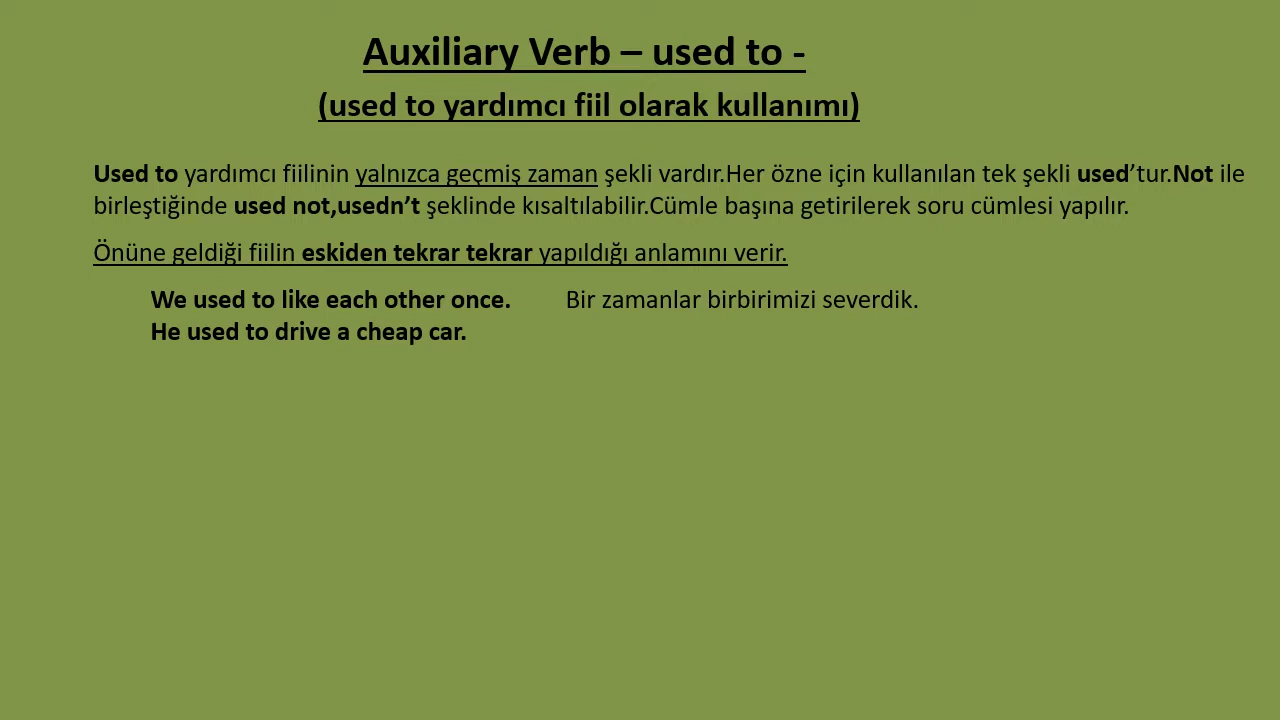 Auxiliary Verb – used to -
(used to yardımcı fiil olarak kullanımı)
Used to yardımcı fiilinin yalnızca geçmiş zaman şekli vardır.Her özne için kullanılan tek şekli used’tur.Not ile
birleştiğinde used not,usedn’t şeklinde kısaltılabilir.Cümle başına getirilerek soru cümlesi yapılır.
Önüne geldiği fiilin eskiden tekrar tekrar yapıldığı anlamını verir.
We used to like each other once. Bir zamanlar birbirimizi severdik.
He used to drive a cheap car.